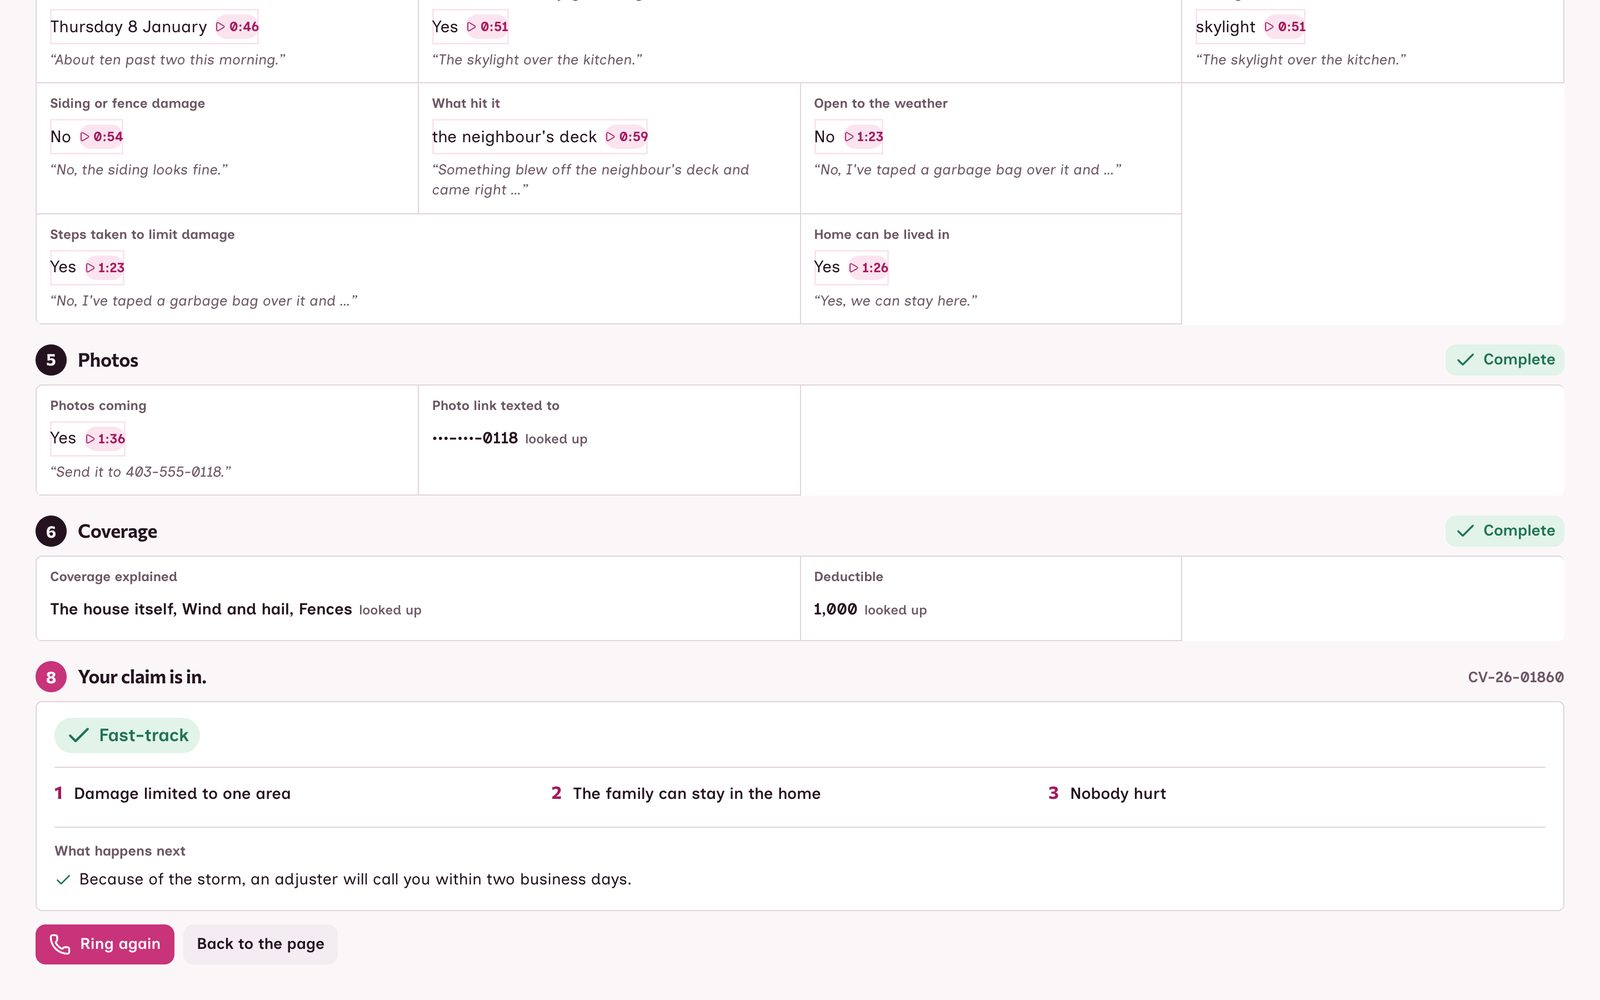 Thursday 8 January 0:46
Yes 0:51
skylight 0:51
“About ten past two this morning.”
“The skylight over the kitchen.”
“The skylight over the kitchen.”
Siding or fence damage
What hit it
Open to the weather
No 0:54
the neighbour's deck 0:59
No 1:23
“No, the siding looks fine.”
“Something blew off the neighbour's deck and
came right …”
“No, I've taped a garbage bag over it and …”
Steps taken to limit damage
Home can be lived in
Yes 1:23
Yes 1:26
“No, I've taped a garbage bag over it and …”
“Yes, we can stay here.”
5 Photos
Complete
Photos coming
Photo link texted to
Yes 1:36
•••-•••-0118 looked up
“Send it to 403-555-0118.”
6 Coverage
Complete
Coverage explained
Deductible
The house itself, Wind and hail, Fences looked up
1,000 looked up
8 Your claim is in.
CV-26-01860
Fast-track
1 Damage limited to one area
2 The family can stay in the home
3 Nobody hurt
What happens next
Because of the storm, an adjuster will call you within two business days.
Ring again
Back to the page